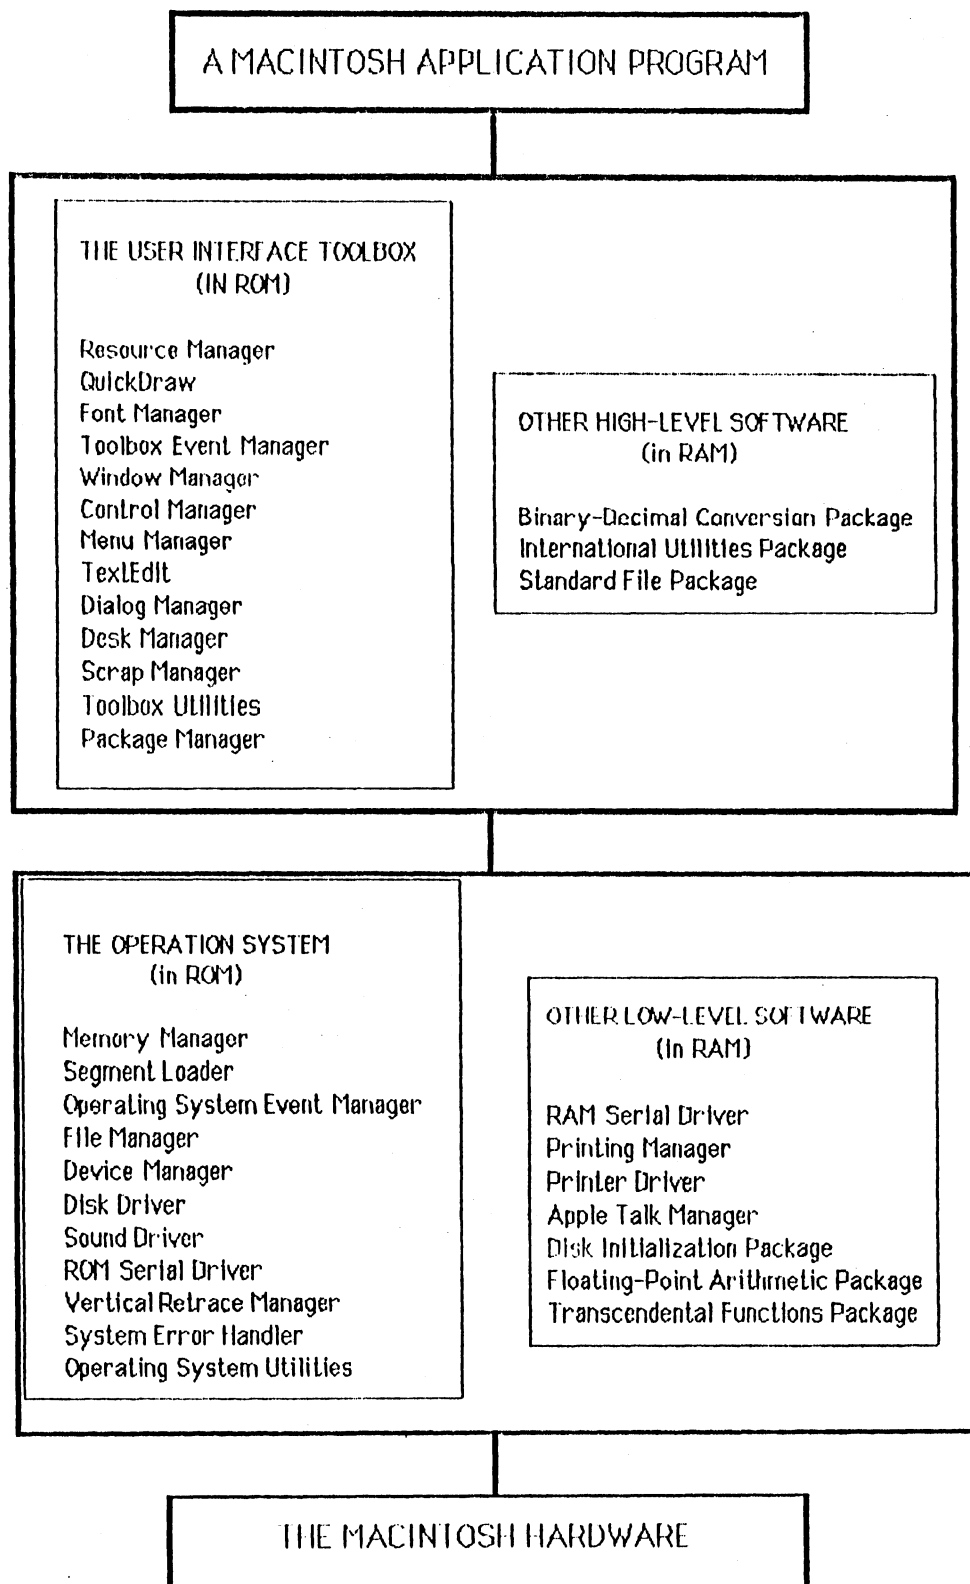 A MACINTOSH APPLICATION PROGRAM
THE USER INTERFACE TOOLBOX
(IN ROM)
Resource Manager
QuickDraw
Font Manager
Toolbox Event Manager
Window Manager
Control Manager
Menu Manager
TextEdit
Dialog Manager
Desk Manager
Scrap Manager
Toolbox Utilities
Package Manager
OTHER HIGH-LEVEL SOFTWARE
(in RAM)
Binary-Decimal Conversion Package
International Utilities Package
Standard File Package
THE OPERATION SYSTEM
(in ROM)
Memory Manager
Segment Loader
Operating System Event Manager
File Manager
Device Manager
Disk Driver
Sound Driver
ROM Serial Driver
Vertical Retrace Manager
System Error Handler
Operating System Utilities
OTHER LOW-LEVEL SOFTWARE
(in RAM)
RAM Serial Driver
Printing Manager
Printer Driver
Apple Talk Manager
Disk Initialization Package
Floating-Point Arithmetic Package
Transcendental Functions Package
THE MACINTOSH HARDWARE